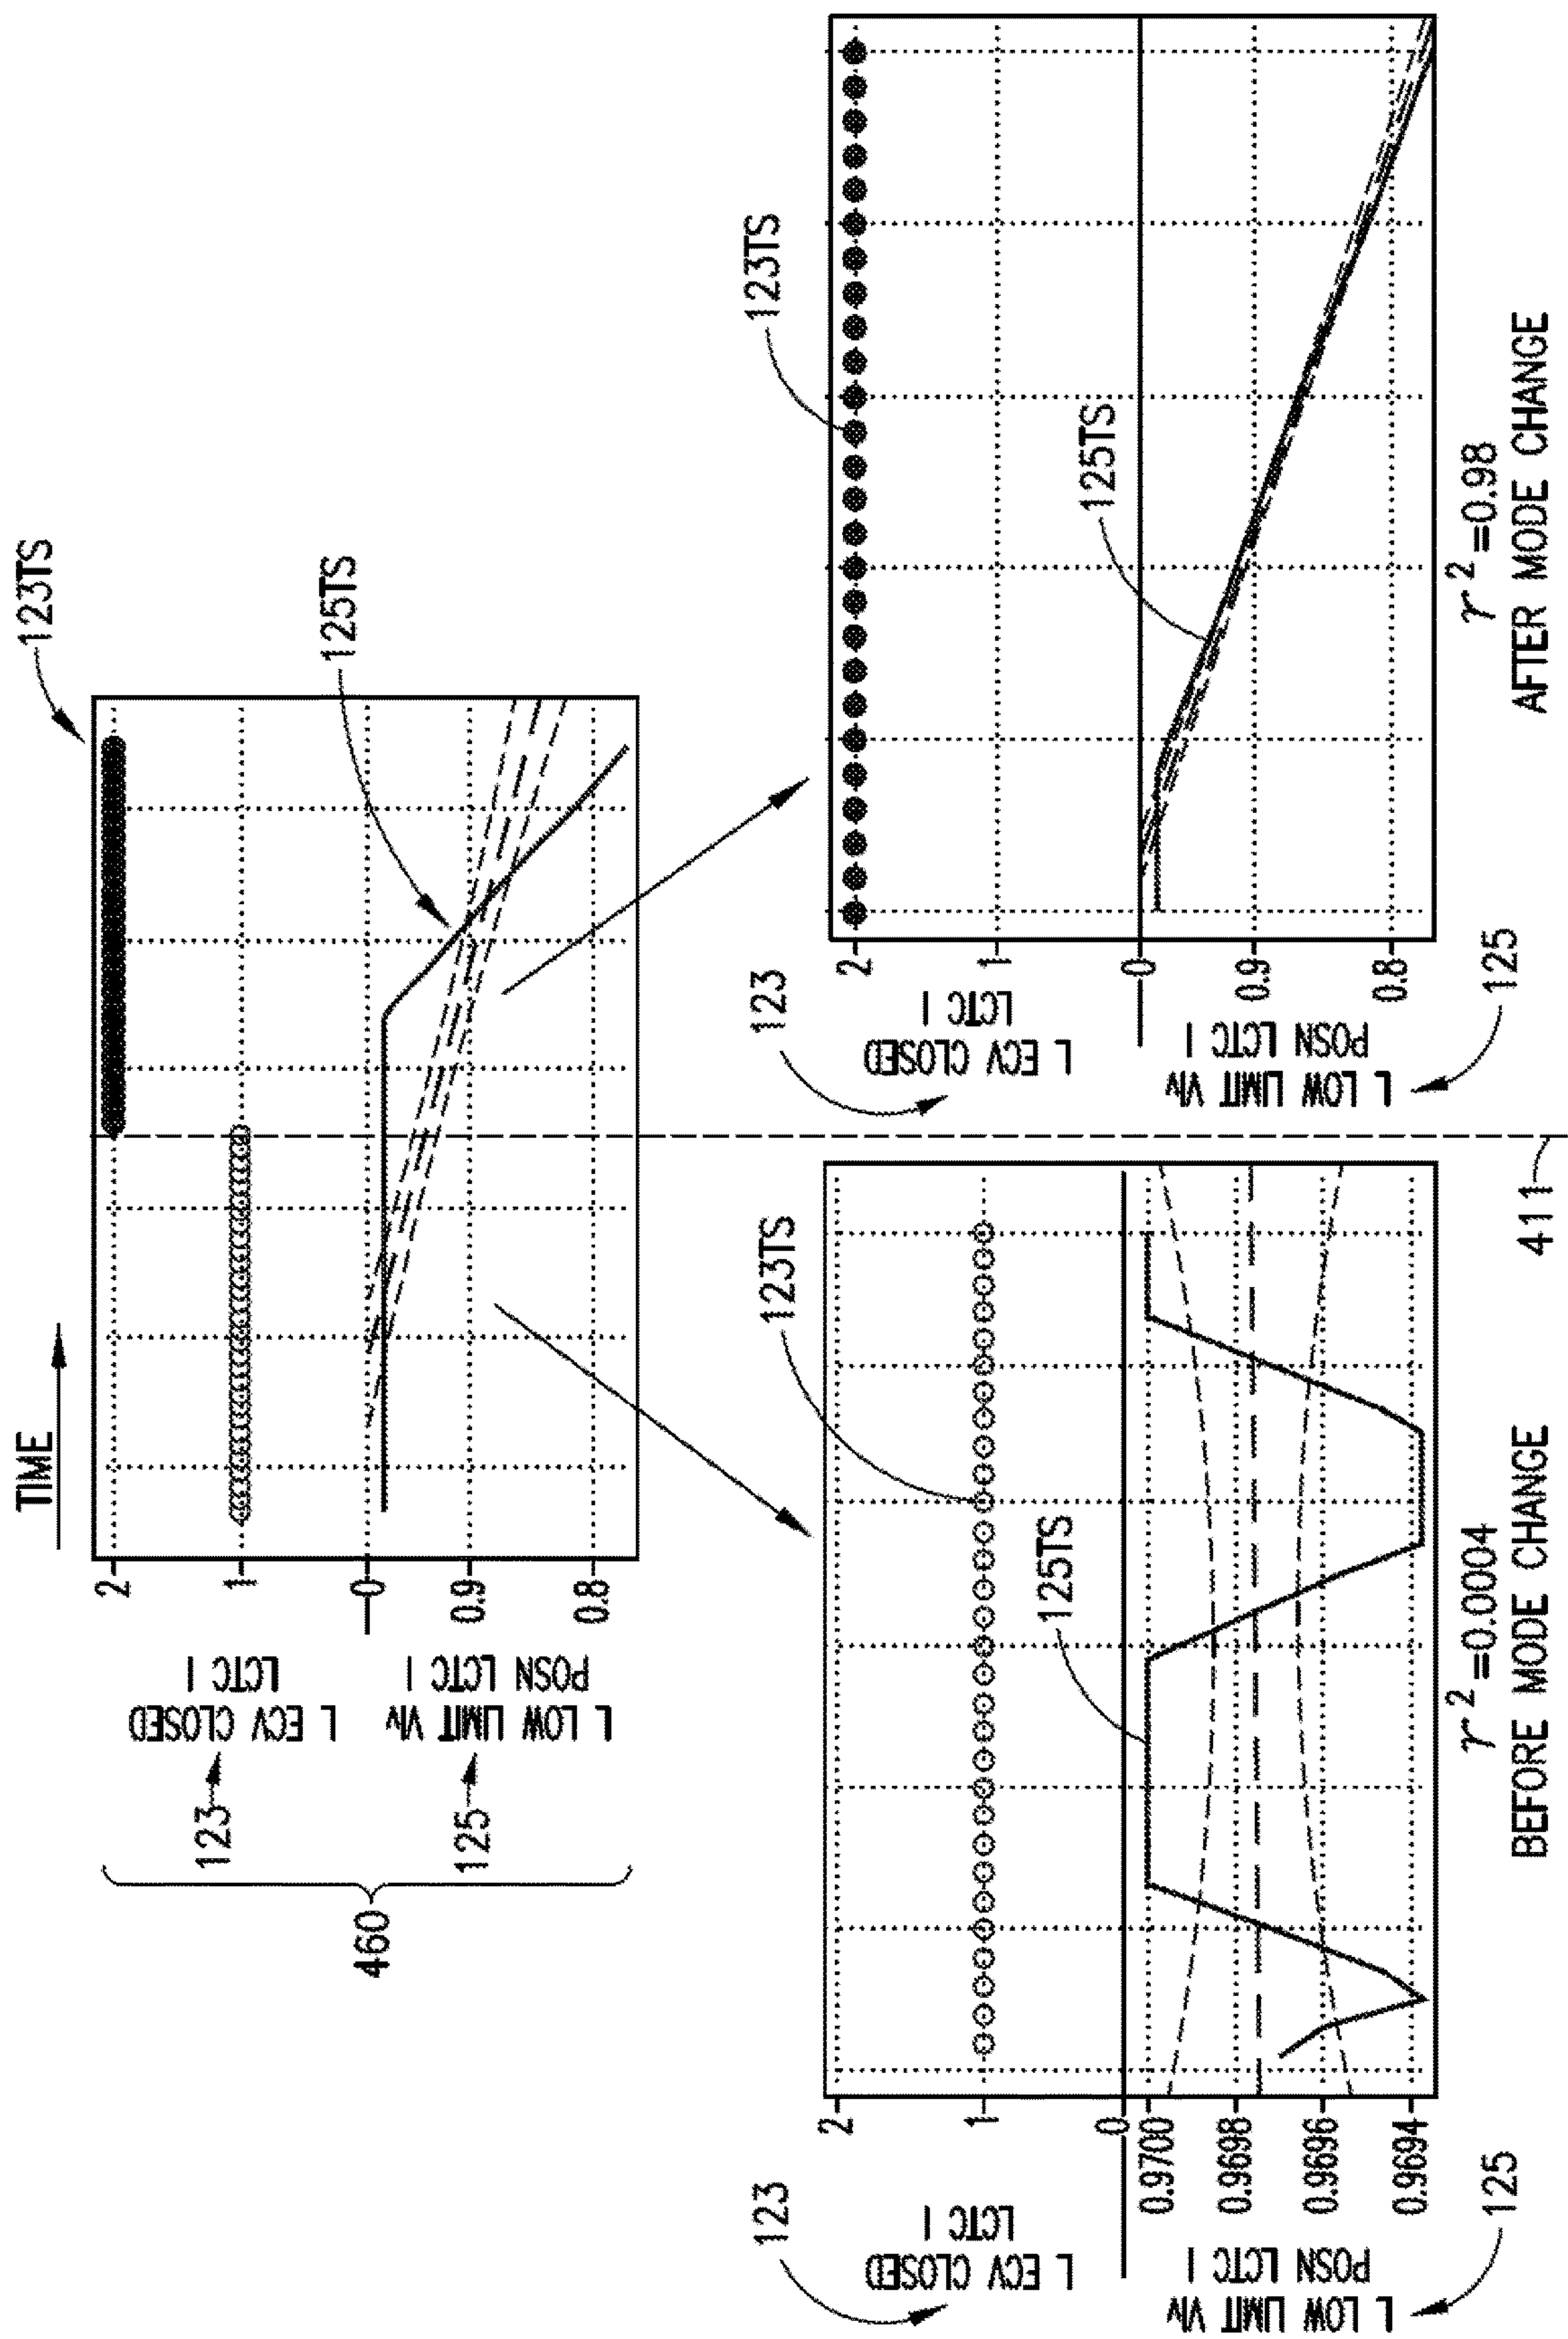 TIME
123TS
125TS
460
123
L ECV CLOSED
LCTC I
125
L LOW LIMIT Vlv
POSN LCTC I
2
1
0
0.9
0.8
123
L ECV CLOSED
LCTC I
125
L LOW LIMIT Vlv
POSN LCTC I
2
1
0
0.9700
0.9698
0.9696
0.9694
123TS
125TS
r²=0.0004
BEFORE MODE CHANGE
411
123
L ECV CLOSED
LCTC I
125
L LOW LIMIT Vlv
POSN LCTC I
2
1
0
0.9
0.8
123TS
125TS
r²=0.98
AFTER MODE CHANGE